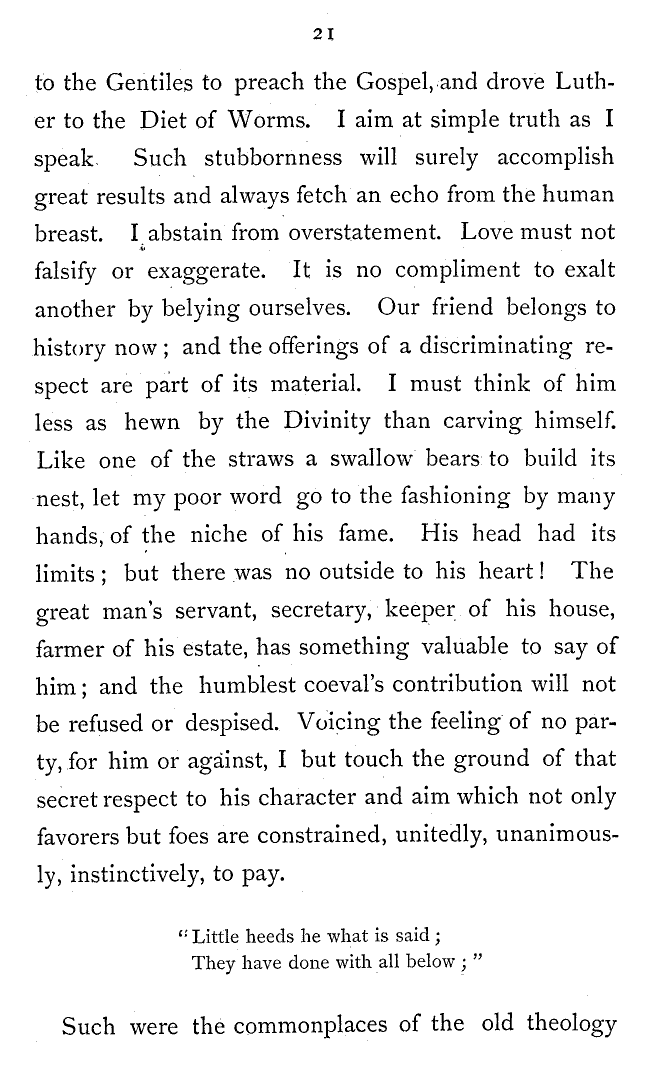 21
to the Gentiles to preach the Gospel, and drove Luth-
er to the Diet of Worms. I aim at simple truth as I
speak. Such stubbornness will surely accomplish
great results and always fetch an echo from the human
breast. I abstain from overstatement. Love must not
falsify or exaggerate. It is no compliment to exalt
another by belying ourselves. Our friend belongs to
history now ; and the offerings of a discriminating re-
spect are part of its material. I must think of him
less as hewn by the Divinity than carving himself.
Like one of the straws a swallow bears to build its
nest, let my poor word go to the fashioning by many
hands, of the niche of his fame. His head had its
limits ; but there was no outside to his heart! The
great man's servant, secretary, keeper of his house,
farmer of his estate, has something valuable to say of
him ; and the humblest coeval's contribution will not
be refused or despised. Voicing the feeling of no par-
ty, for him or against, I but touch the ground of that
secret respect to his character and aim which not only
favorers but foes are constrained, unitedly, unanimous-
ly, instinctively, to pay.
“ Little heeds he what is said ;
They have done with all below ; ”
Such were the commonplaces of the old theology